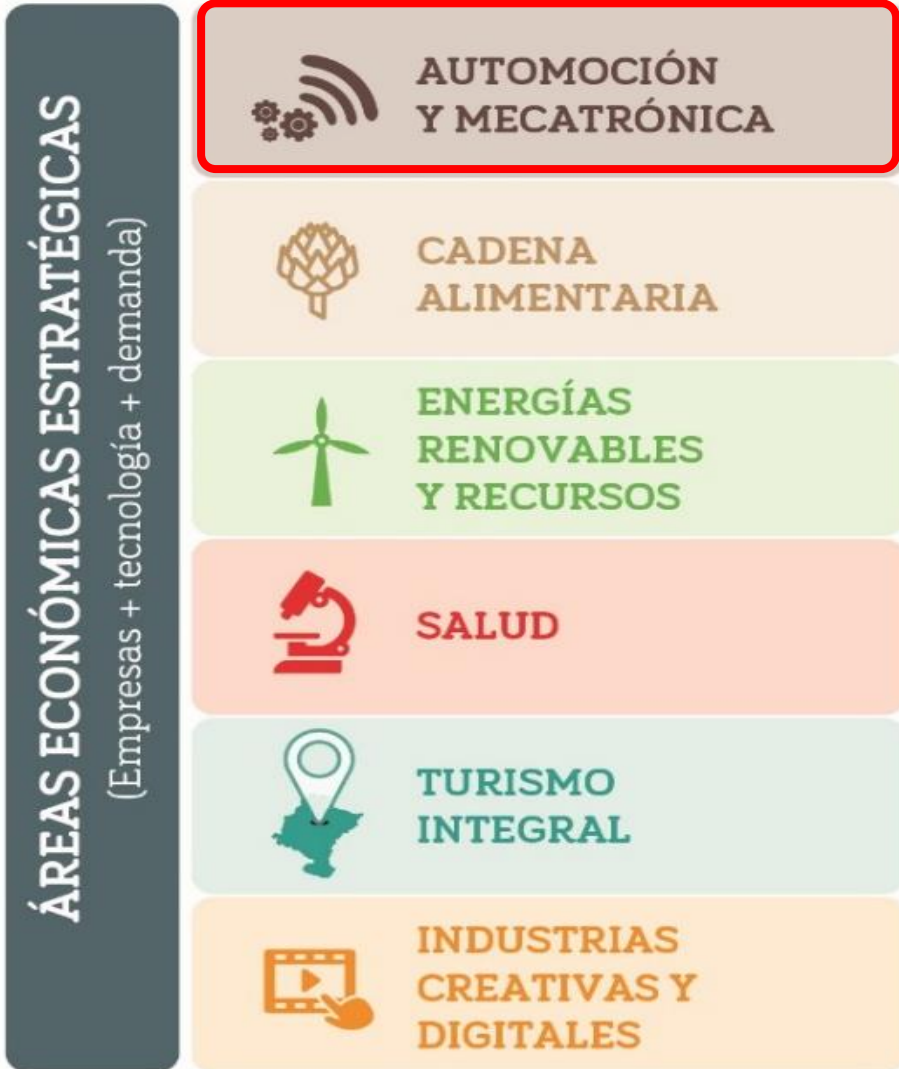 ÁREAS ECONÓMICAS ESTRATÉGICAS
(Empresas + tecnología + demanda)
AUTOMOCIÓN
Y MECATRÓNICA
CADENA
ALIMENTARIA
ENERGÍAS
RENOVABLES
Y RECURSOS
SALUD
TURISMO
INTEGRAL
INDUSTRIAS
CREATIVAS Y
DIGITALES